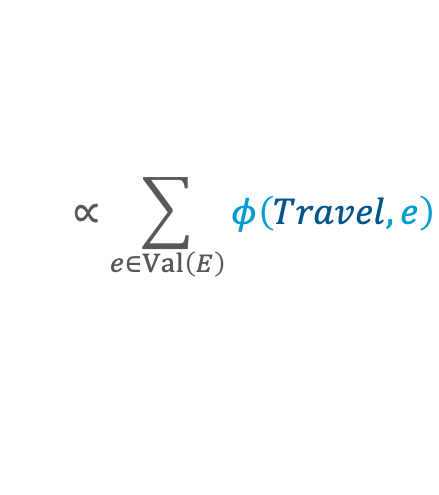 ∝ ∑ ϕ(Travel, e)
e∈Val(E)